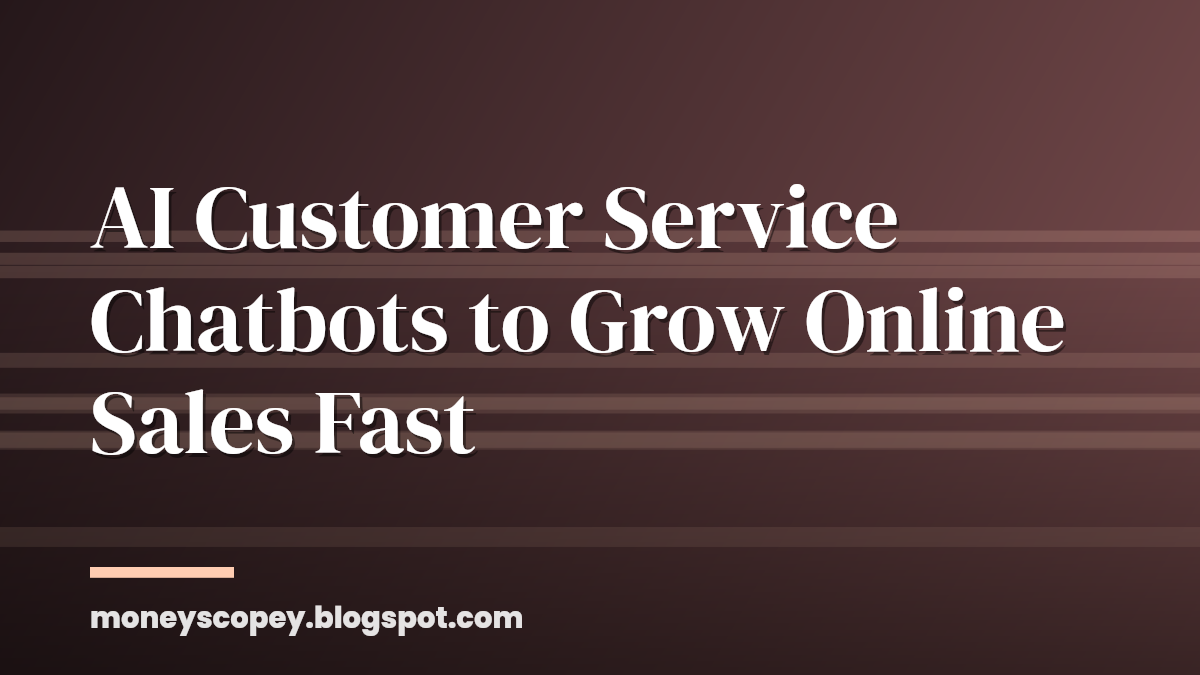 AI Customer Service
Chatbots to Grow Online
Sales Fast
moneyscopey.blogspot.com